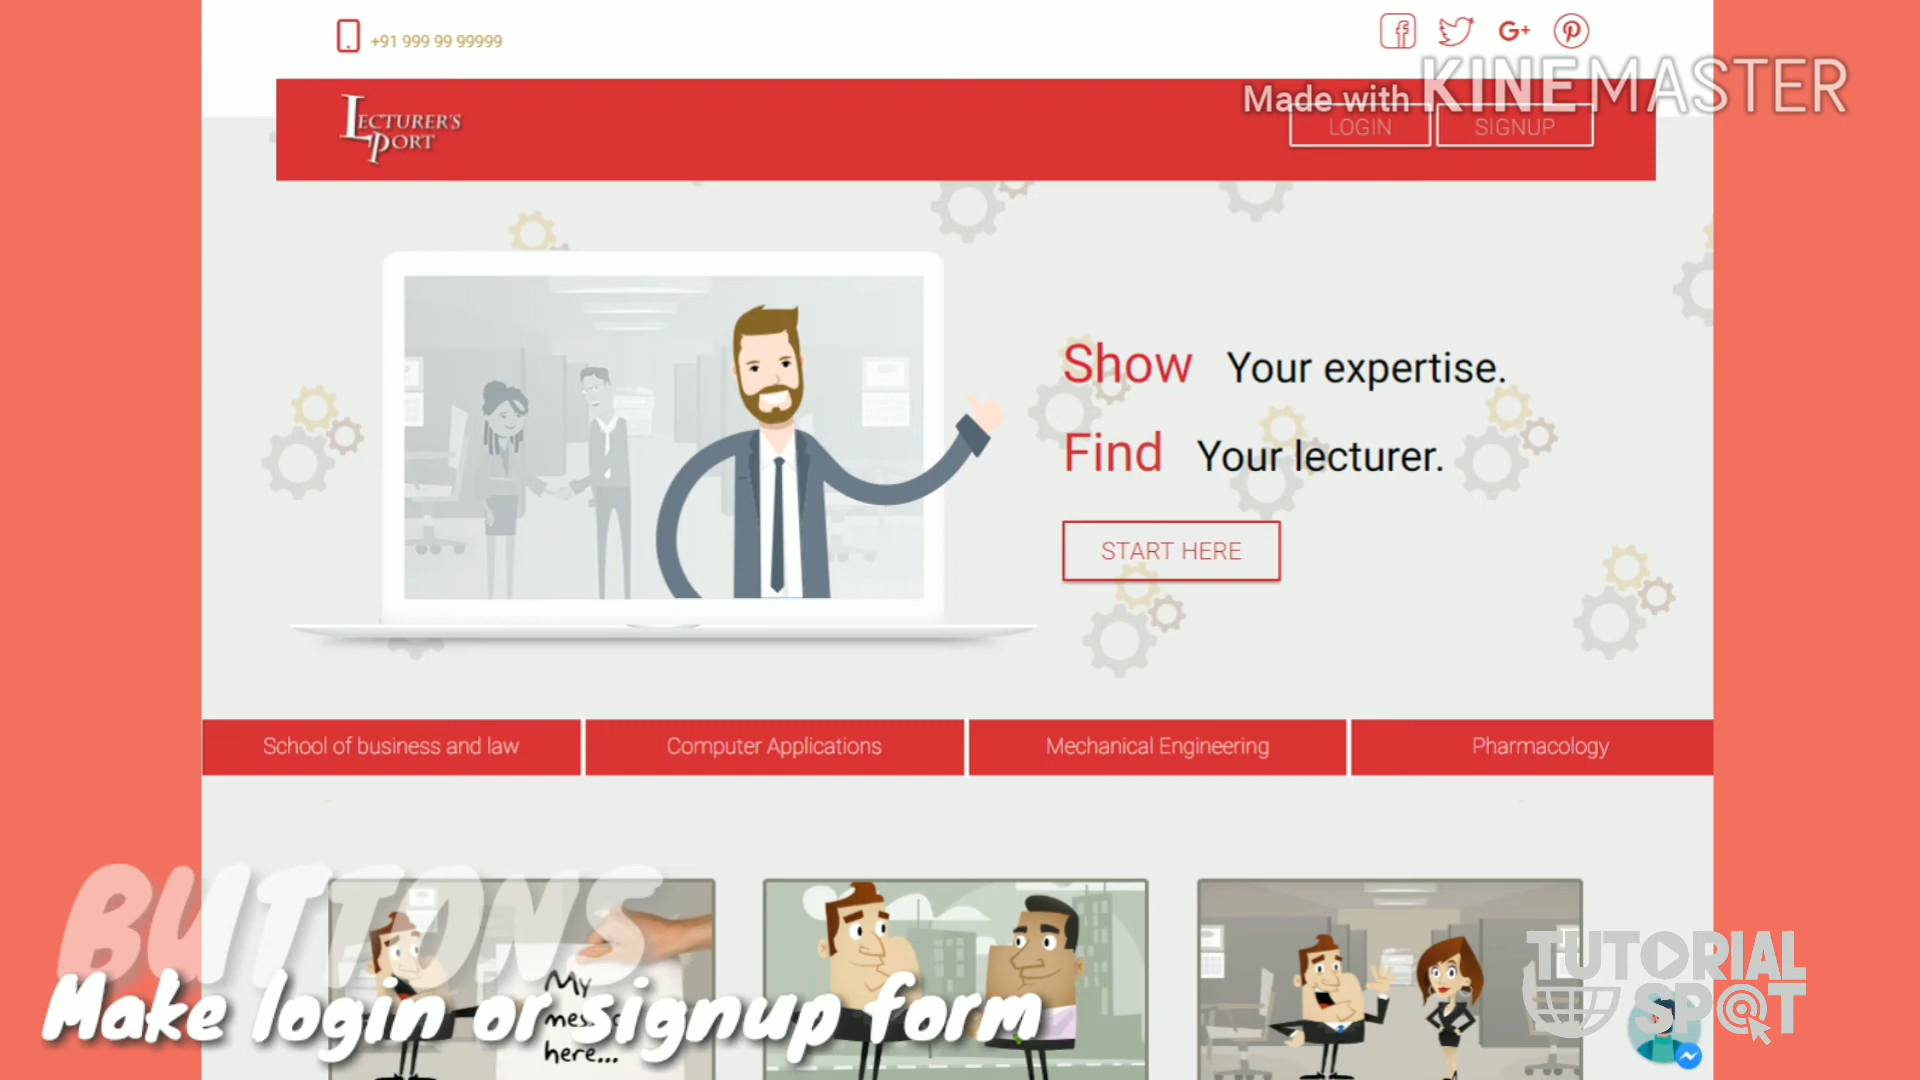 +91 999 99 99999
Made with KINEMASTER
LECTURER'S
PORT
LOGIN
SIGNUP
Show Your expertise.
Find Your lecturer.
START HERE
School of business and law
Computer Applications
Mechanical Engineering
Pharmacology
BUTTONS
My
here...
Make login or signup form
TUTORIAL
SPOT